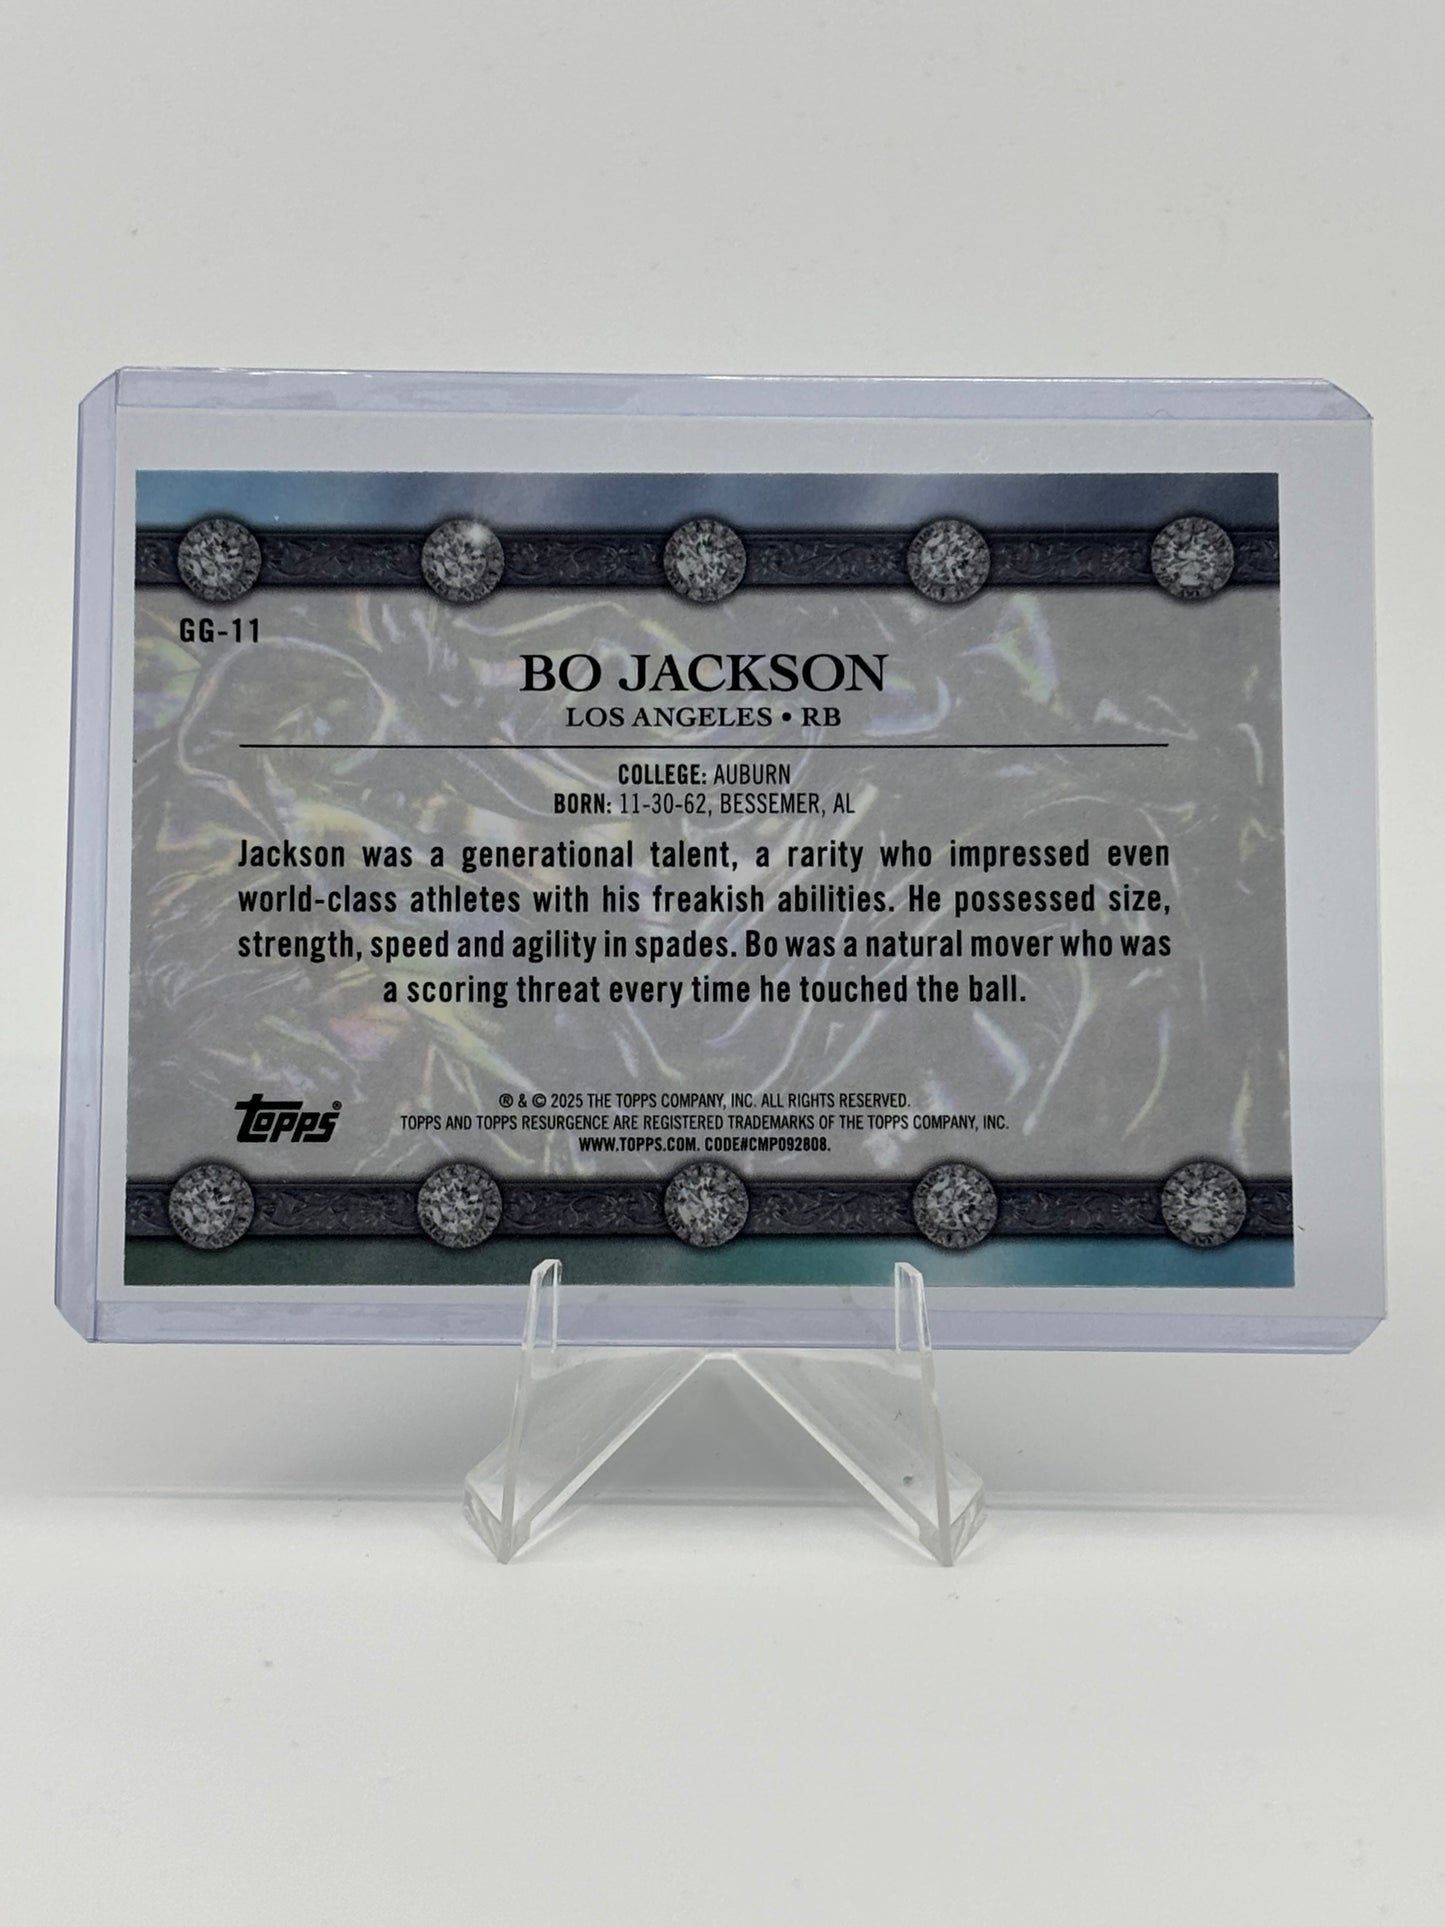 GG-11
BO JACKSON
LOS ANGELES • RB
COLLEGE: AUBURN
BORN: 11-30-62, BESSEMER, AL
Jackson was a generational talent, a rarity who impressed even
world-class athletes with his freakish abilities. He possessed size,
strength, speed and agility in spades. Bo was a natural mover who was
a scoring threat every time he touched the ball.
Topps®
® & © 2025 THE TOPPS COMPANY, INC. ALL RIGHTS RESERVED.
TOPPS AND TOPPS RESURGENCE ARE REGISTERED TRADEMARKS OF THE TOPPS COMPANY, INC.
WWW.TOPPS.COM. CODE#CMP092808.